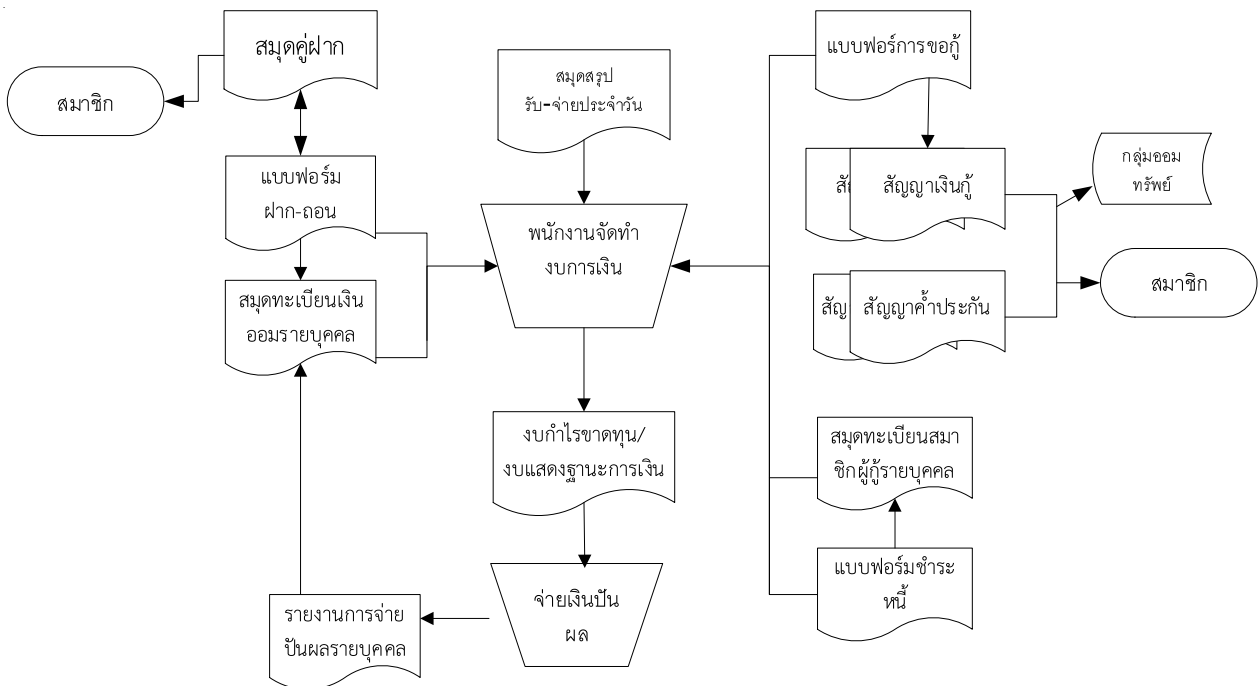 สมุดคู่ฝาก
สมาชิก
แบบฟอร์ม
ฝาก-ถอน
สมุดทะเบียนเงิน
ออมรายบุคคล
สมุดสรุป
รับ-จ่ายประจำวัน
พนักงานจัดทำ
งบการเงิน
งบกำไรขาดทุน/
งบแสดงฐานะการเงิน
จ่ายเงินปัน
ผล
รายงานการจ่าย
ปันผลรายบุคคล
แบบฟอร์การขอกู้
สัญญาเงินกู้
กลุ่มออม
ทรัพย์
สัญญาค้ำประกัน
สมาชิก
สมุดทะเบียนสมา
ชิกผู้กู้รายบุคคล
แบบฟอร์มชำระ
หนี้